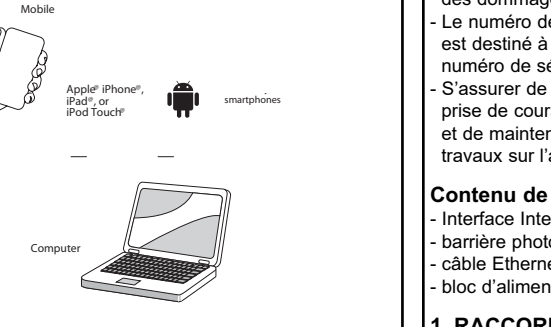 Mobile
Apple® iPhone®,
iPad®, or
iPod Touch®
smartphones
Computer
des dommage
- Le numéro de
est destiné à
numéro de sé
- S'assurer de
prise de cour
et de mainten
travaux sur l'a
Contenu de
- Interface Inte
- barrière photo
- câble Etherne
- bloc d'alimen
1. RACCORD